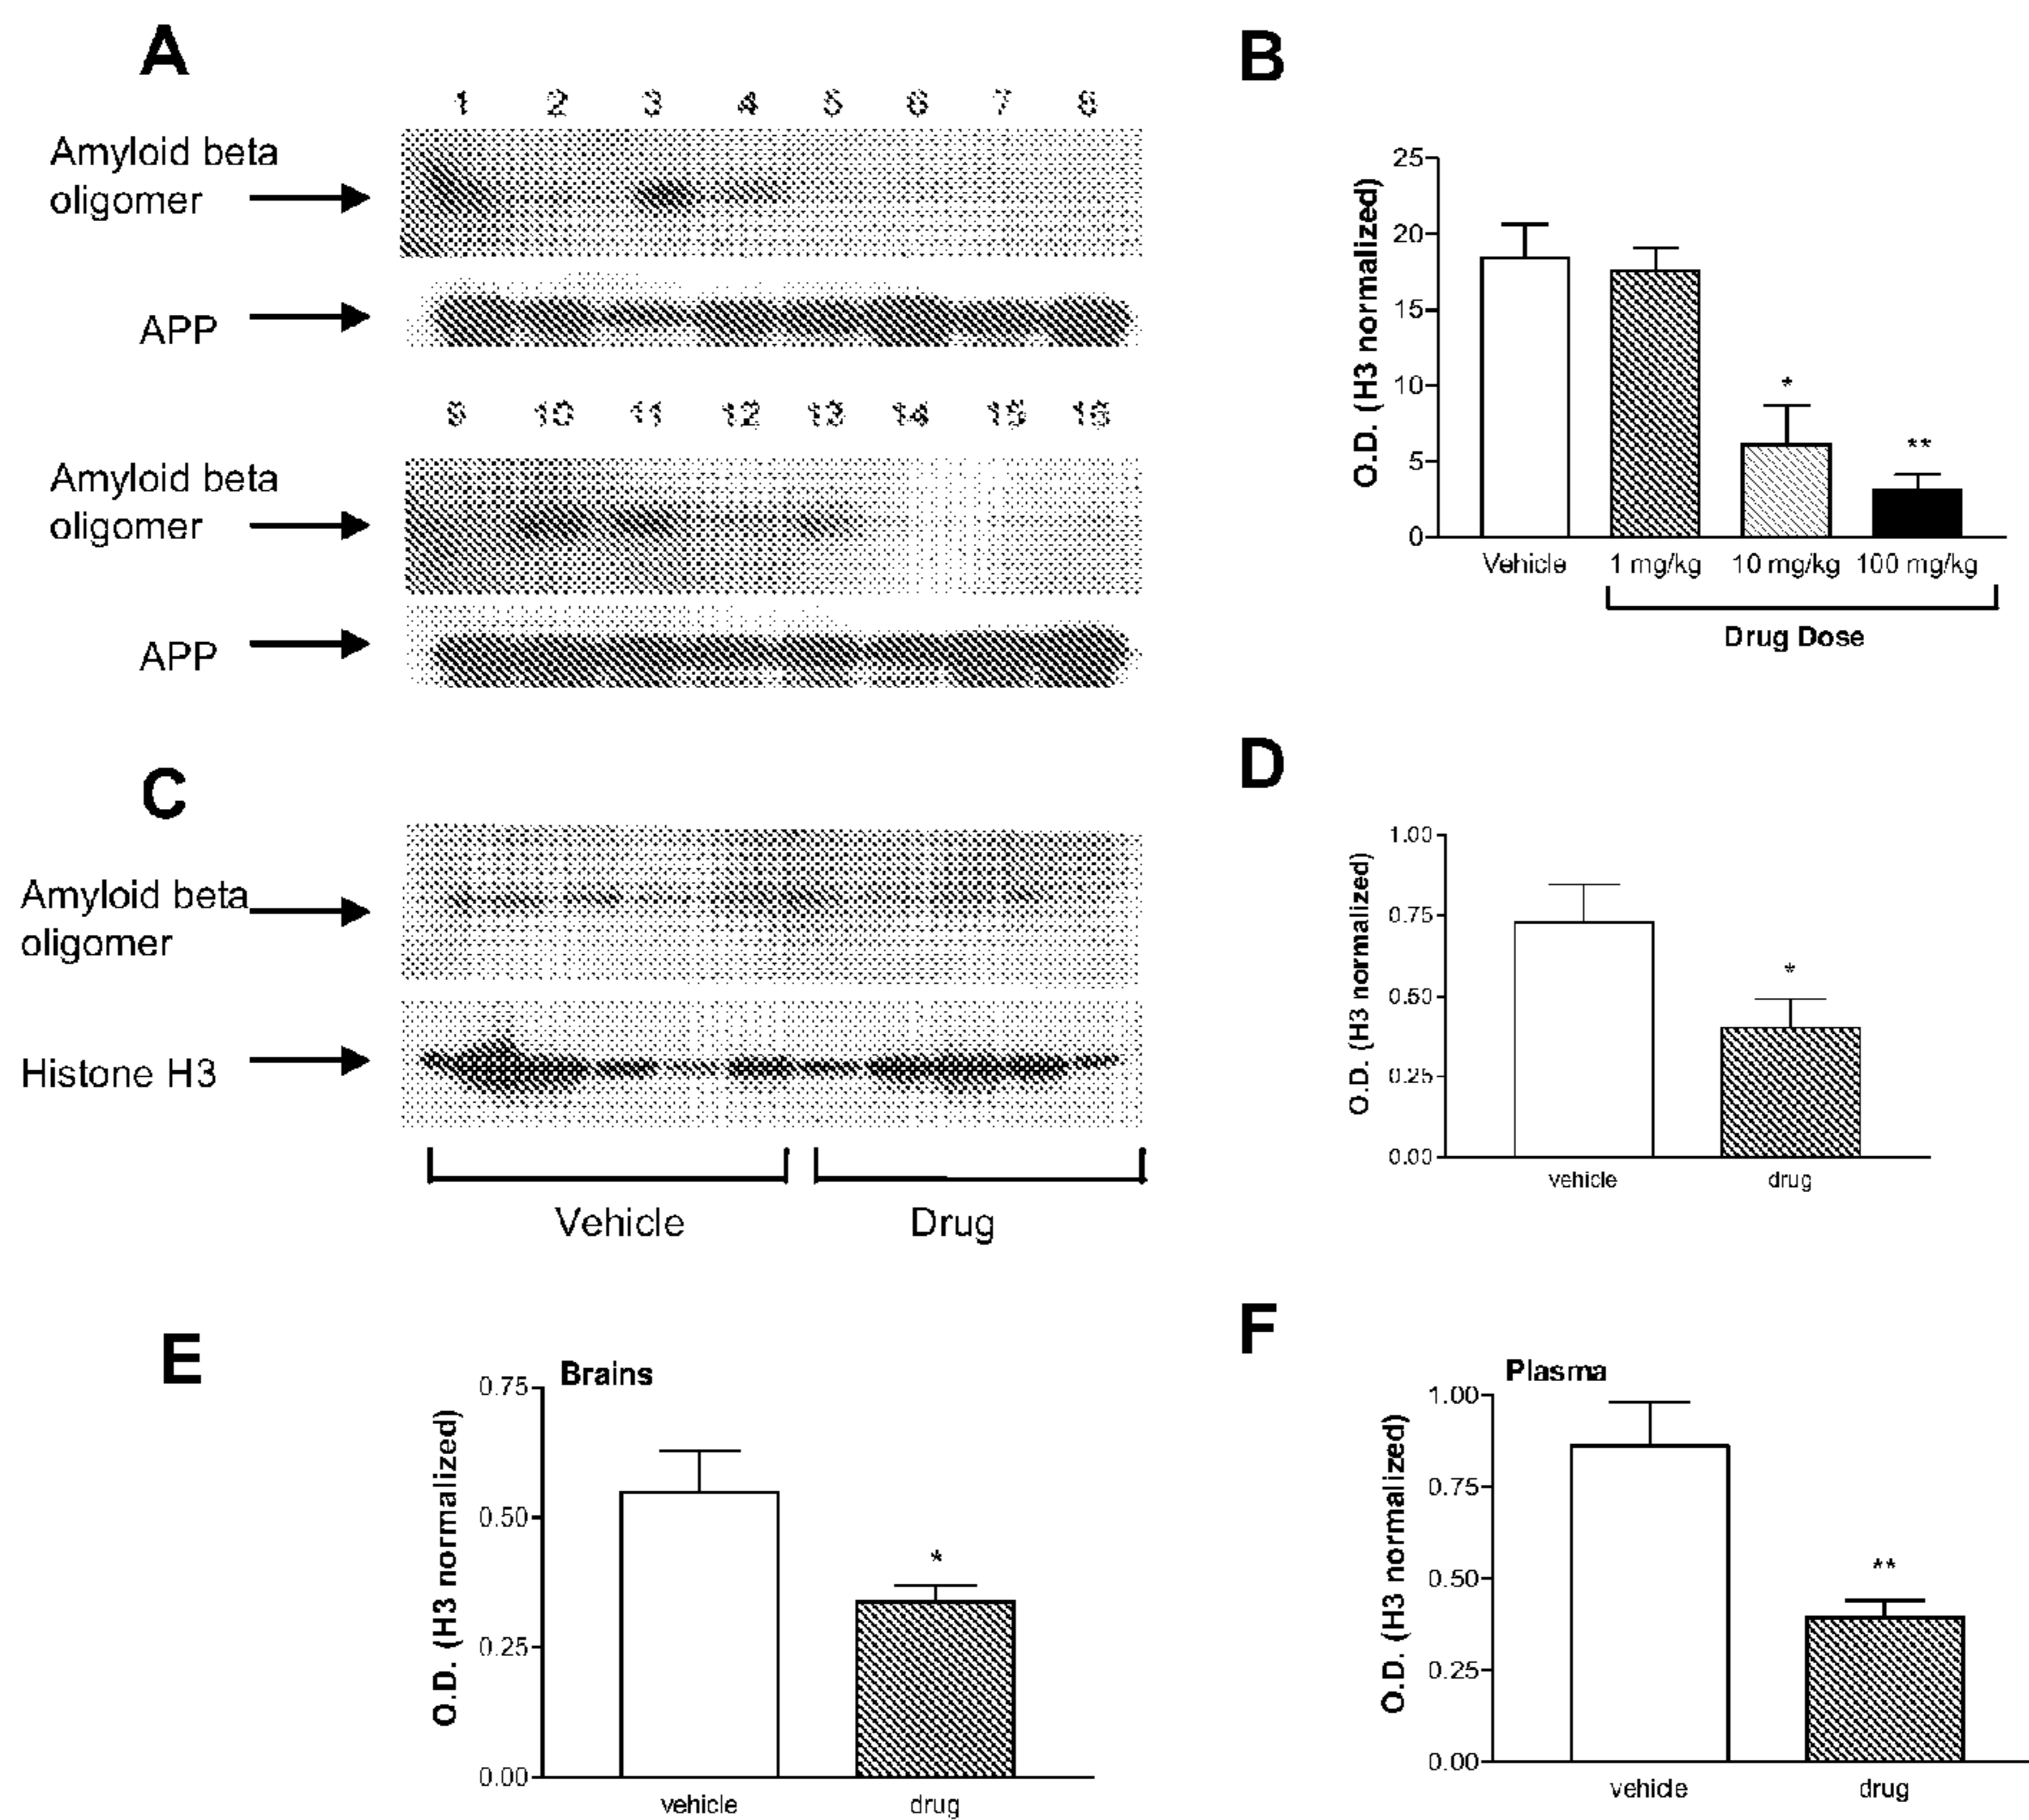 A
1 2 3 4 5 6 7 8
Amyloid beta
oligomer
APP
9 10 11 12 13 14 15 16
Amyloid beta
oligomer
APP
B
O.D. (H3 normalized)
25
20
15
10
5
0
*
**
Vehicle 1 mg/kg 10 mg/kg 100 mg/kg
Drug Dose
C
Amyloid beta
oligomer
Histone H3
Vehicle Drug
D
O.D. (H3 normalized)
1.00
0.75
0.50
0.25
0.00
*
vehicle drug
E
Brains
O.D. (H3 normalized)
0.75
0.50
0.25
0.00
*
vehicle drug
F
Plasma
O.D. (H3 normalized)
1.00
0.75
0.50
0.25
0.00
**
vehicle drug